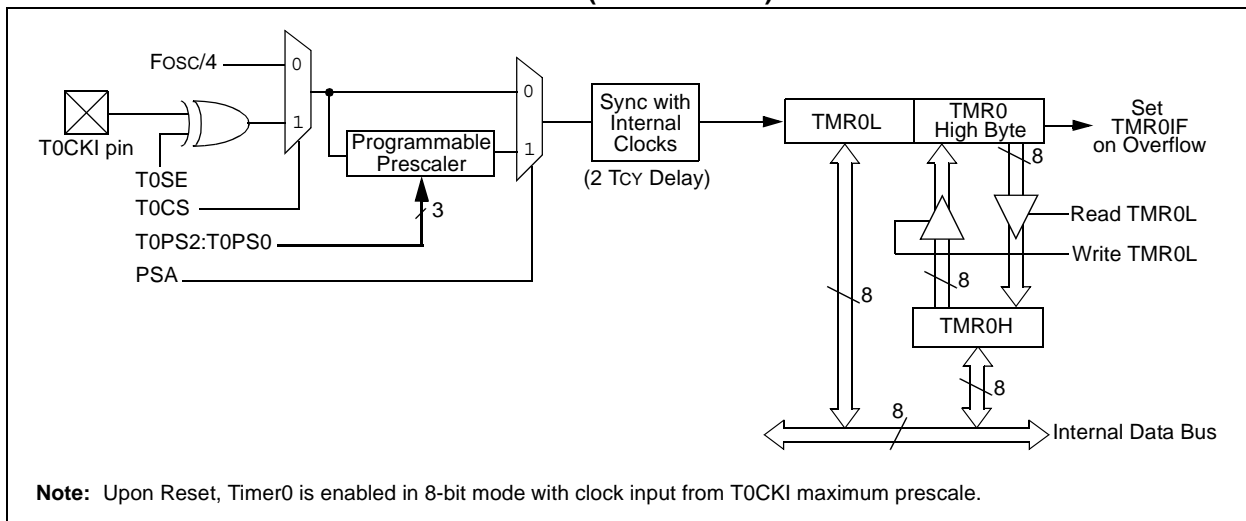 FOSC/4
0
1
T0CKI pin
T0SE
T0CS
T0PS2:T0PS0
PSA
Programmable
Prescaler
3
0
1
Sync with
Internal
Clocks
(2 TCY Delay)
TMR0L
TMR0
High Byte
Set
TMR0IF
on Overflow
8
Read TMR0L
Write TMR0L
8
8
TMR0H
8
8
Internal Data Bus
Note: Upon Reset, Timer0 is enabled in 8-bit mode with clock input from T0CKI maximum prescale.